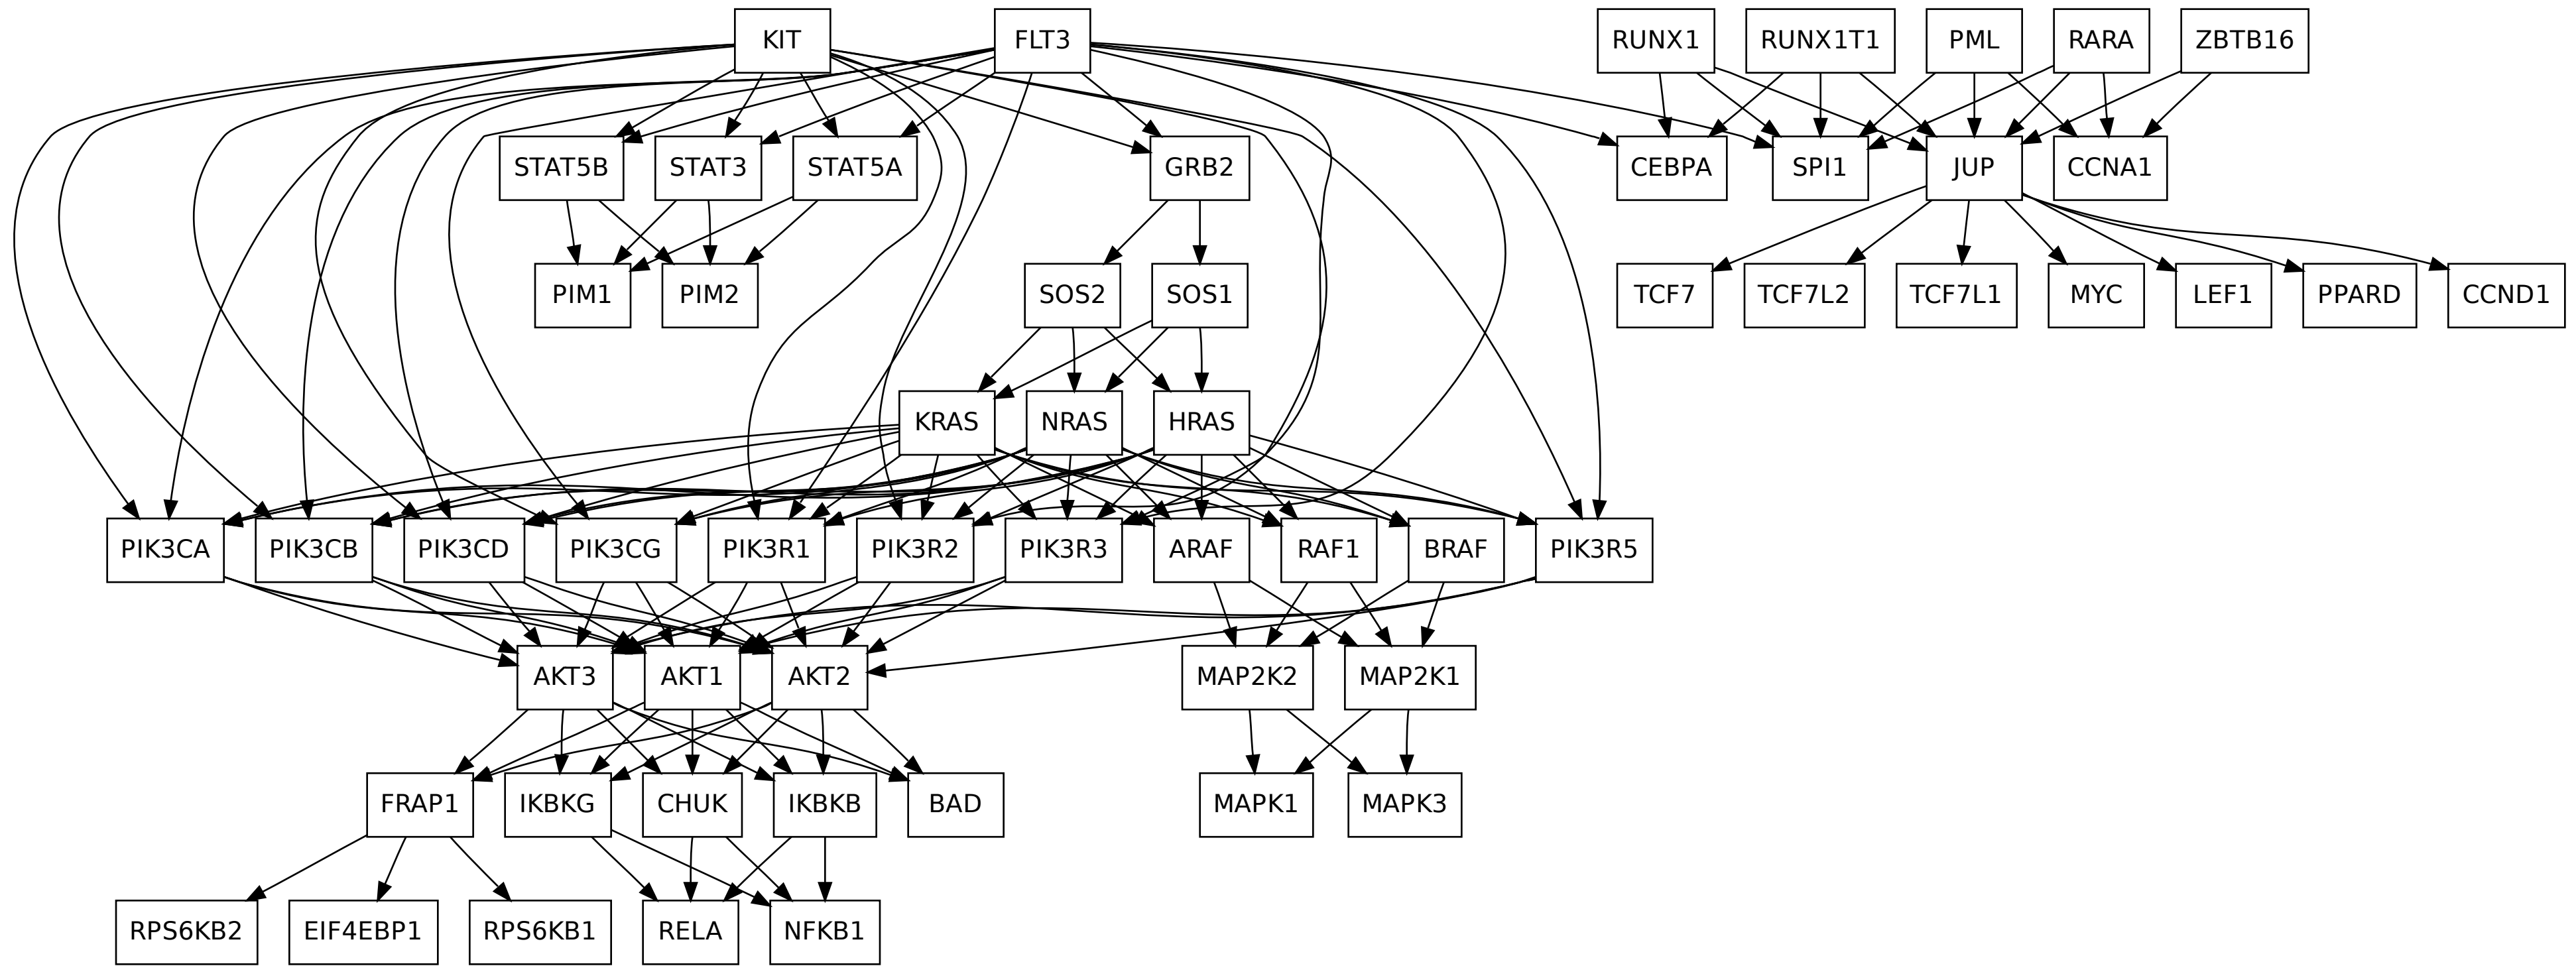 KIT
FLT3
RUNX1
RUNX1T1
PML
RARA
ZBTB16
STAT5B
STAT3
STAT5A
GRB2
CEBPA
SPI1
JUP
CCNA1
PIM1
PIM2
SOS2
SOS1
TCF7
TCF7L2
TCF7L1
MYC
LEF1
PPARD
CCND1
KRAS
NRAS
HRAS
PIK3CA
PIK3CB
PIK3CD
PIK3CG
PIK3R1
PIK3R2
PIK3R3
ARAF
RAF1
BRAF
PIK3R5
AKT3
AKT1
AKT2
MAP2K2
MAP2K1
FRAP1
IKBKG
CHUK
IKBKB
BAD
MAPK1
MAPK3
RPS6KB2
EIF4EBP1
RPS6KB1
RELA
NFKB1